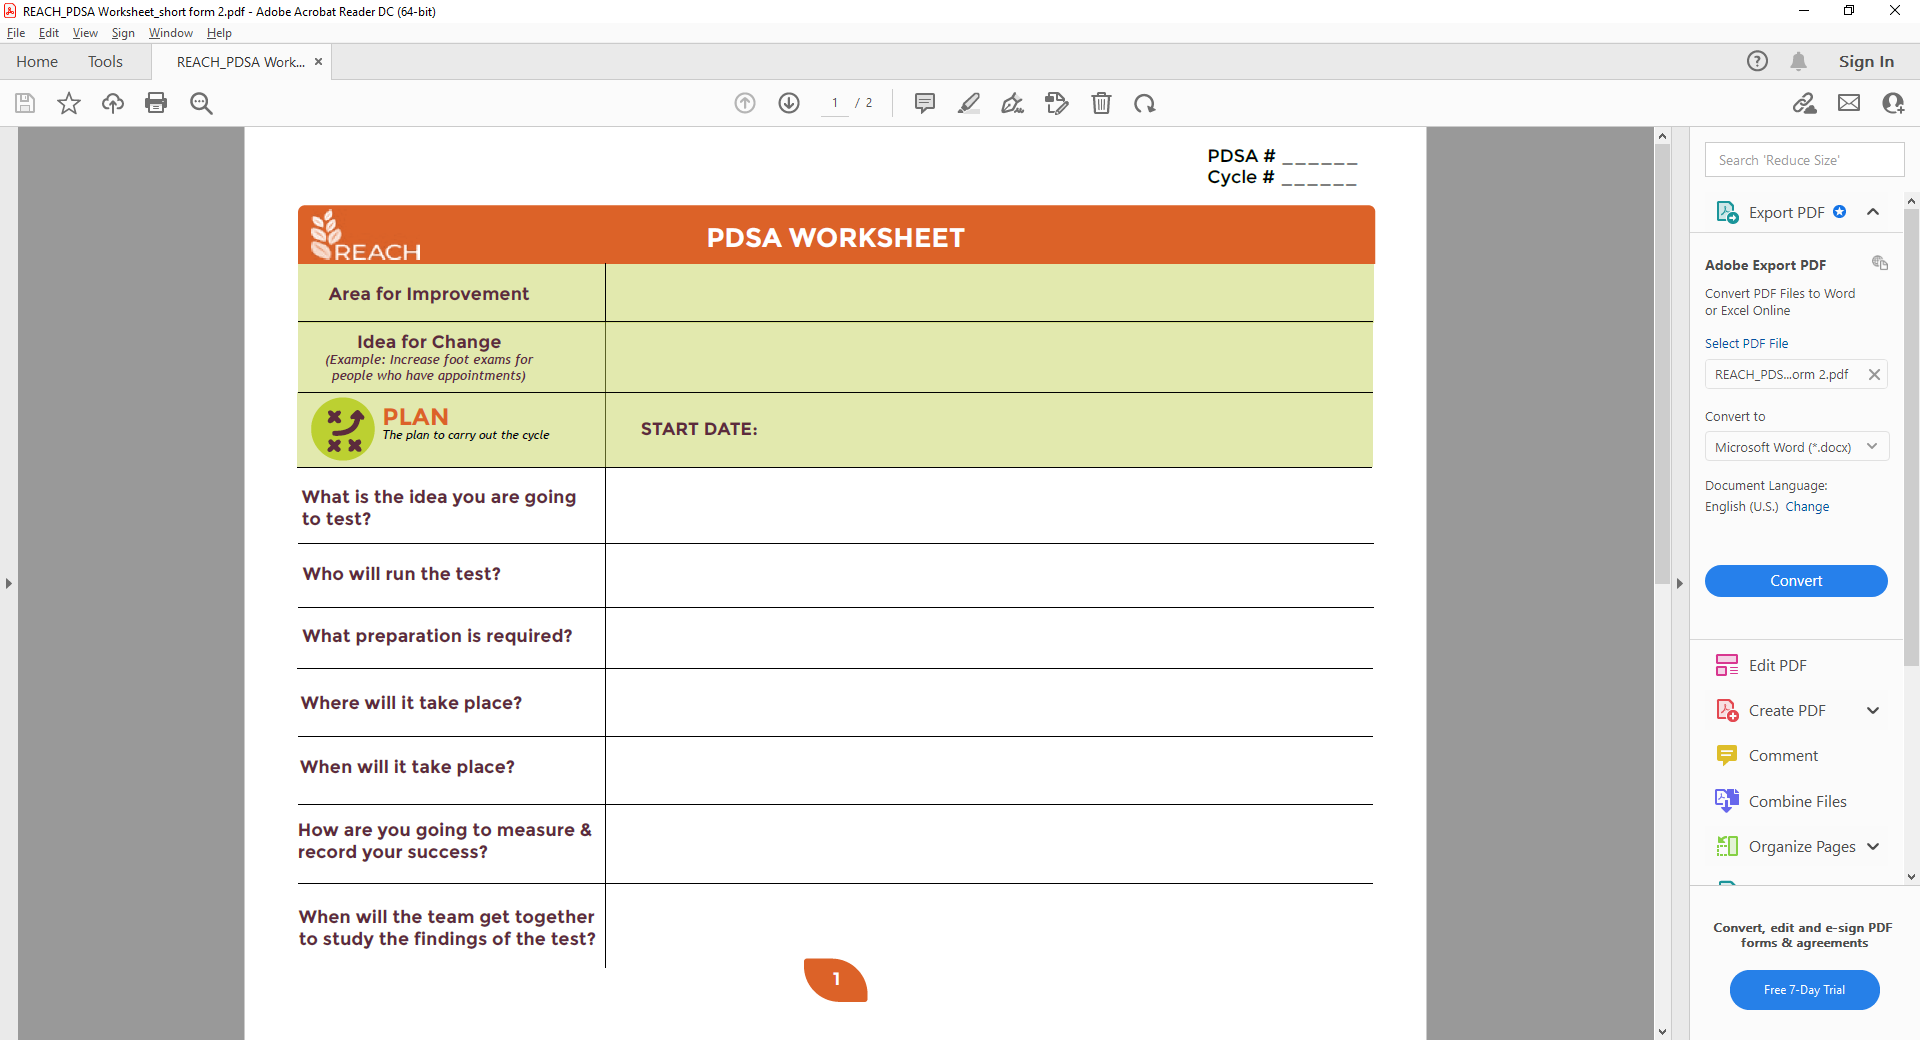 REACH_PDSA Worksheet_short form 2.pdf - Adobe Acrobat Reader DC (64-bit)
File Edit View Sign Window Help
Home Tools REACH_PDSA Work... × Sign In
1 / 2
PDSA # ______
Cycle # ______
REACH
PDSA WORKSHEET
Area for Improvement
Idea for Change
(Example: Increase foot exams for
people who have appointments)
PLAN
The plan to carry out the cycle
START DATE:
What is the idea you are going
to test?
Who will run the test?
What preparation is required?
Where will it take place?
When will it take place?
How are you going to measure &
record your success?
When will the team get together
to study the findings of the test?
1
Search 'Reduce Size'
Export PDF
Adobe Export PDF
Convert PDF Files to Word
or Excel Online
Select PDF File
REACH_PDS...orm 2.pdf
Convert to
Microsoft Word (*.docx)
Document Language:
English (U.S.) Change
Convert
Edit PDF
Create PDF
Comment
Combine Files
Organize Pages
Convert, edit and e-sign PDF
forms & agreements
Free 7-Day Trial